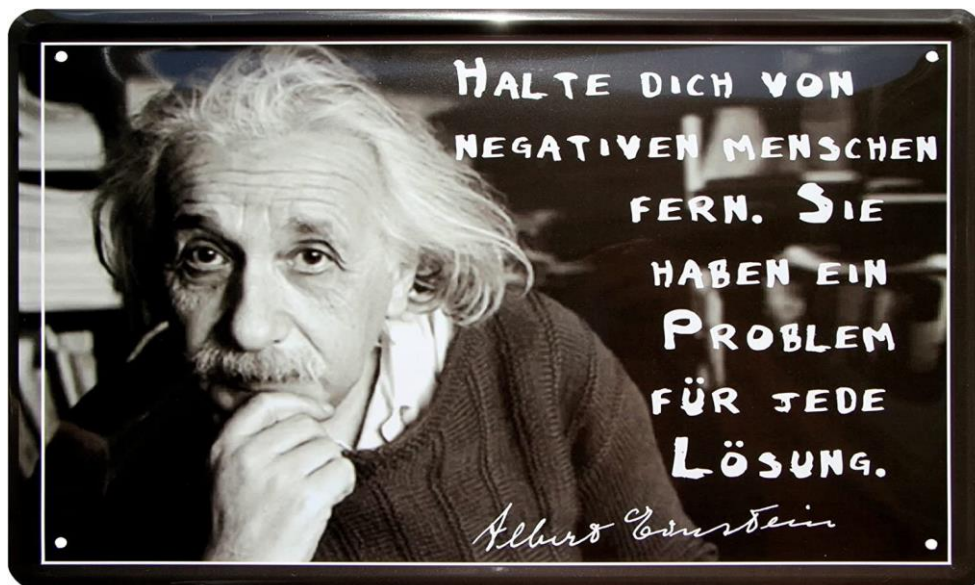 HALTE DICH VON
NEGATIVEN MENSCHEN
FERN. SIE
HABEN EIN
PROBLEM
FÜR JEDE
LÖSUNG.
Albert Einstein